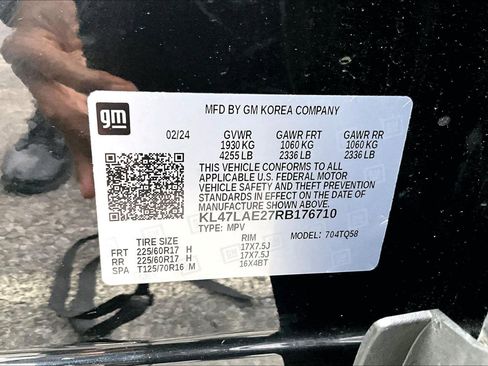 gm
MFD BY GM KOREA COMPANY
02/24 GVWR GAWR FRT GAWR RR
1930 KG 1060 KG 1060 KG
4255 LB 2336 LB 2336 LB
THIS VEHICLE CONFORMS TO ALL
APPLICABLE U.S. FEDERAL MOTOR
VEHICLE SAFETY AND THEFT PREVENTION
STANDARDS IN EFFECT ON THE DATE OF
MANUFACTURE SHOWN ABOVE.
KL47LAE27RB176710
TYPE: MPV MODEL: 704TQ58
TIRE SIZE RIM
FRT 225/60R17 H 17X7.5J
RR 225/60R17 H 17X7.5J
SPA T125/70R16 M 16X4BT